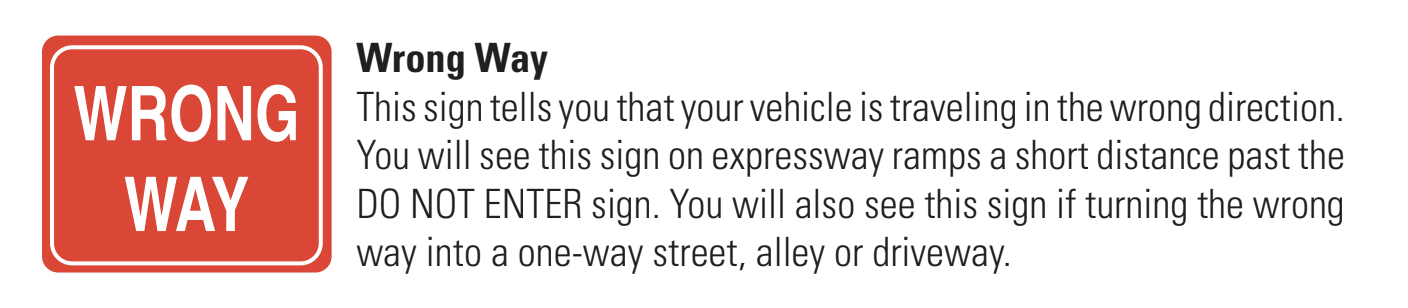 WRONG
WAY
Wrong Way
This sign tells you that your vehicle is traveling in the wrong direction.
You will see this sign on expressway ramps a short distance past the
DO NOT ENTER sign. You will also see this sign if turning the wrong
way into a one-way street, alley or driveway.